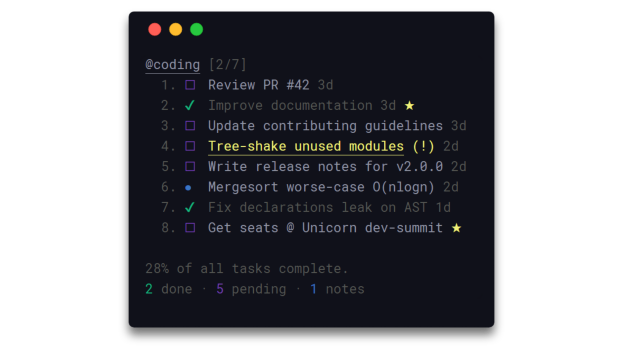 @coding [2/7]
1. □ Review PR #42 3d
2. ✔ Improve documentation 3d ★
3. □ Update contributing guidelines 3d
4. □ Tree-shake unused modules (!) 2d
5. □ Write release notes for v2.0.0 2d
6. ● Mergesort worse-case O(nlogn) 2d
7. ✔ Fix declarations leak on AST 1d
8. □ Get seats @ Unicorn dev-summit ★
28% of all tasks complete.
2 done · 5 pending · 1 notes